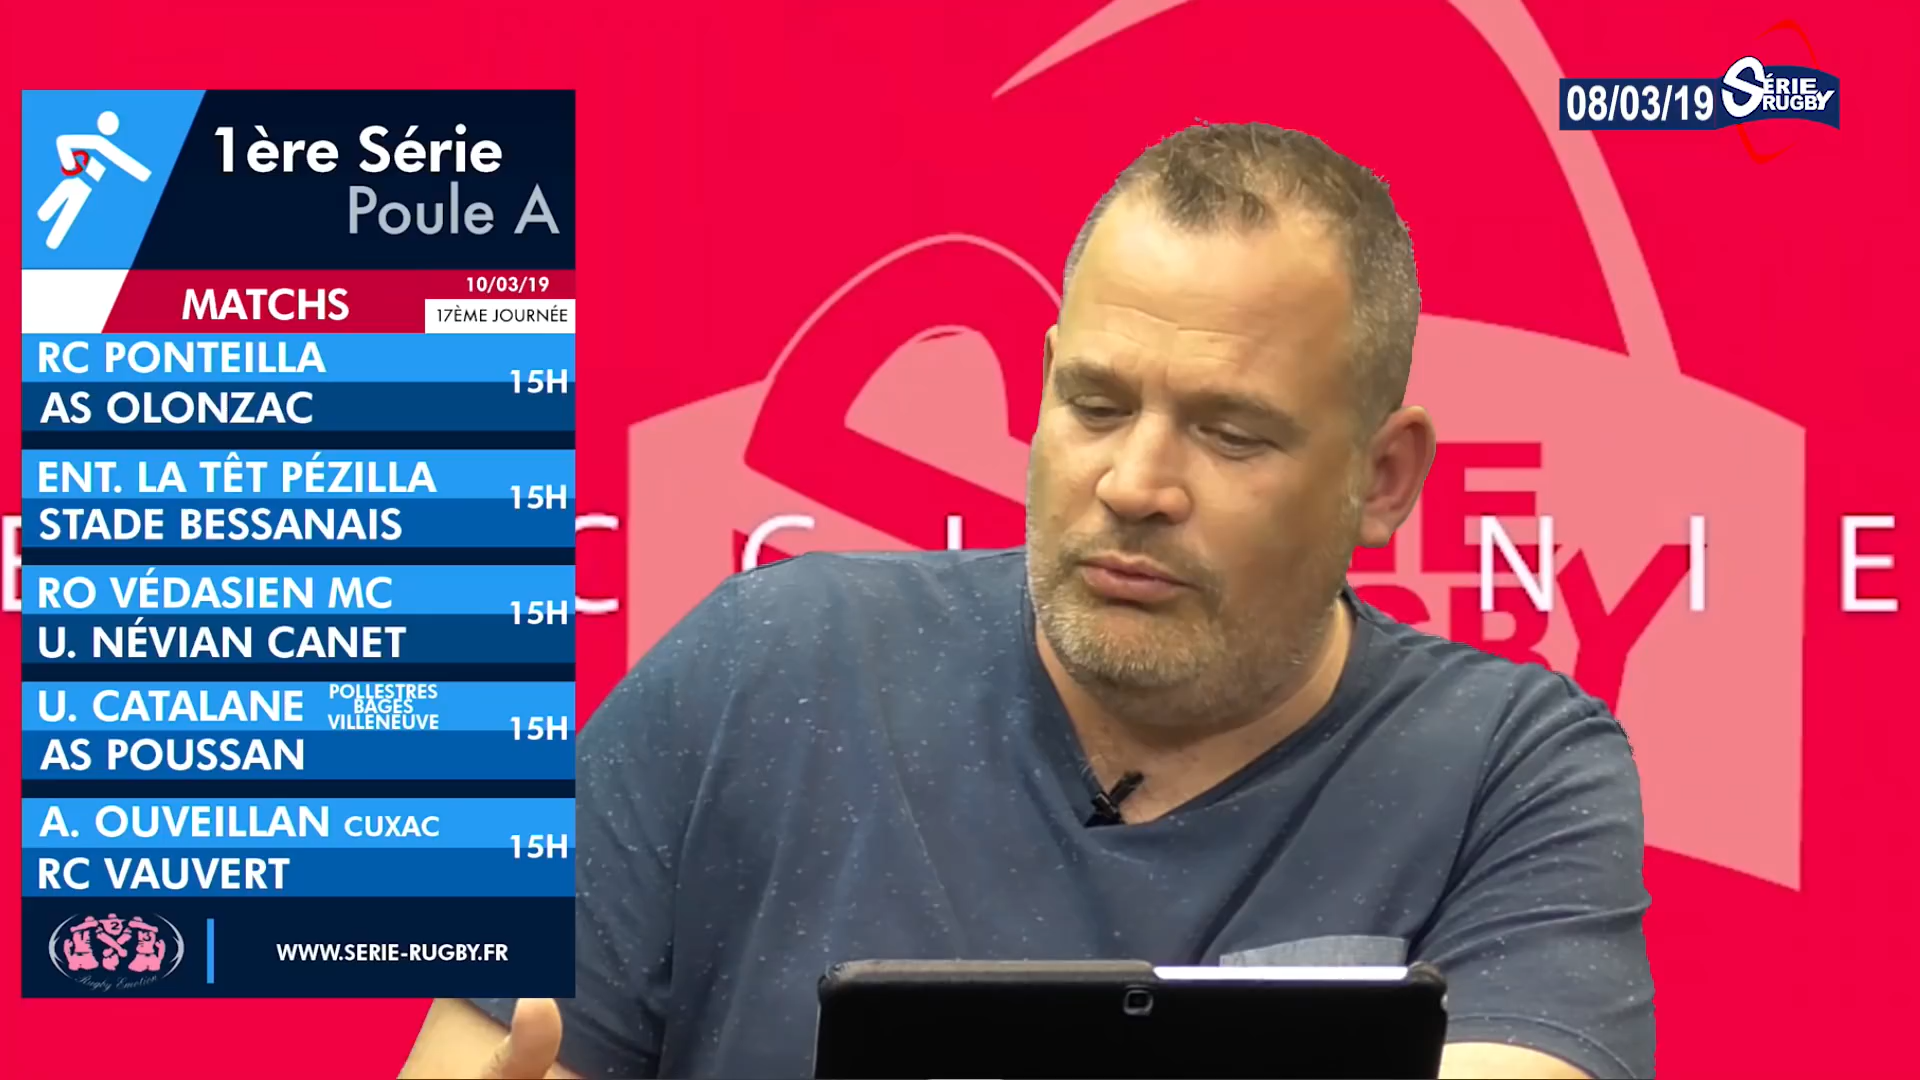 08/03/19 SÉRIE
RUGBY
1ère Série
Poule A
MATCHS
10/03/19
17ÈME JOURNÉE
RC PONTEILLA
15H
AS OLONZAC
ENT. LA TÊT PÉZILLA
15H
STADE BESSANAIS
RO VÉDASIEN MC
15H
U. NÉVIAN CANET
U. CATALANE
POLLESTRES
BAGES
VILLENEUVE
15H
AS POUSSAN
A. OUVEILLAN CUXAC
15H
RC VAUVERT
Rugby Emotion
WWW.SERIE-RUGBY.FR